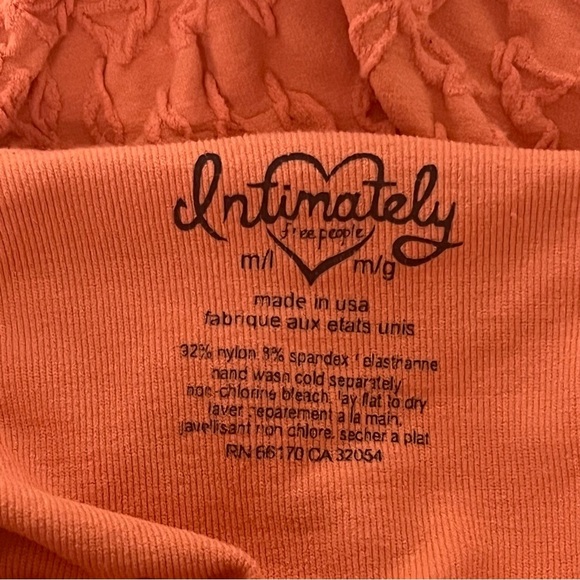 Intimately
free people
m/l m/g
made in usa
fabrique aux etats unis
92% nylon 8% spandex / elasthanne
hand wash cold separately
non-chlorine bleach. lay flat to dry
laver separement a la main.
javellisant non chlore. secher a plat
RN 66170 CA 32054